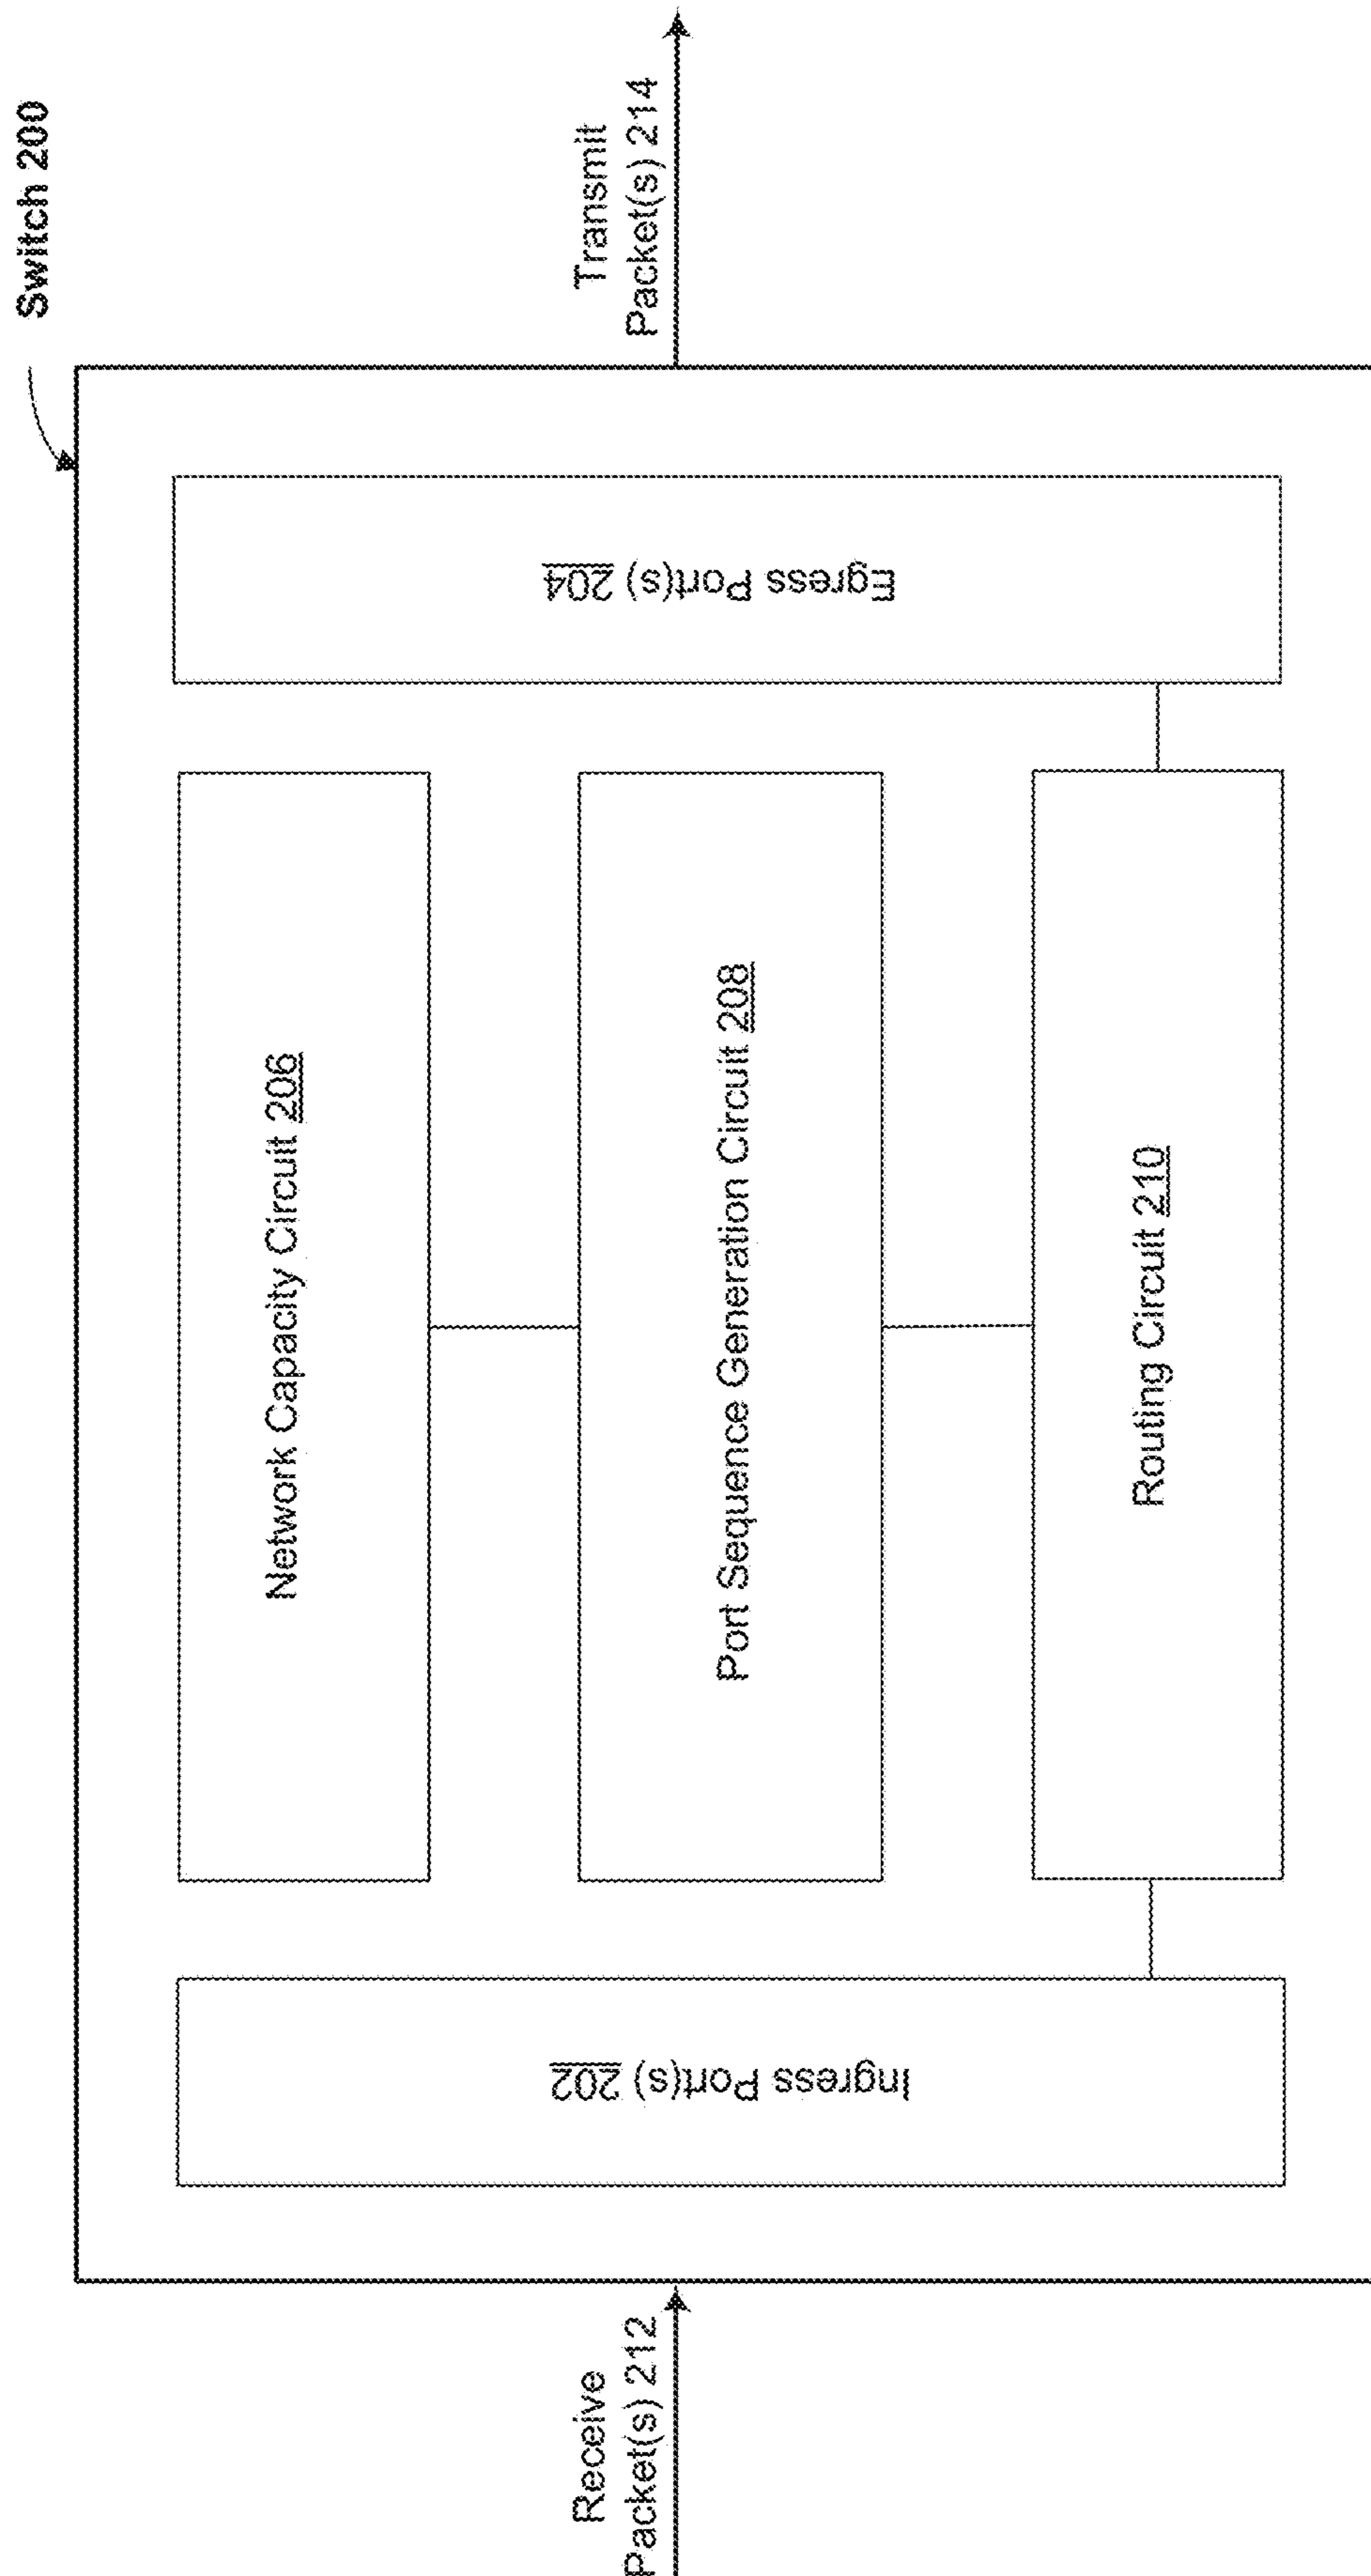 Switch 200
Receive
Packet(s) 212
Ingress Port(s) 202
Network Capacity Circuit 206
Port Sequence Generation Circuit 208
Routing Circuit 210
Egress Port(s) 204
Transmit
Packet(s) 214